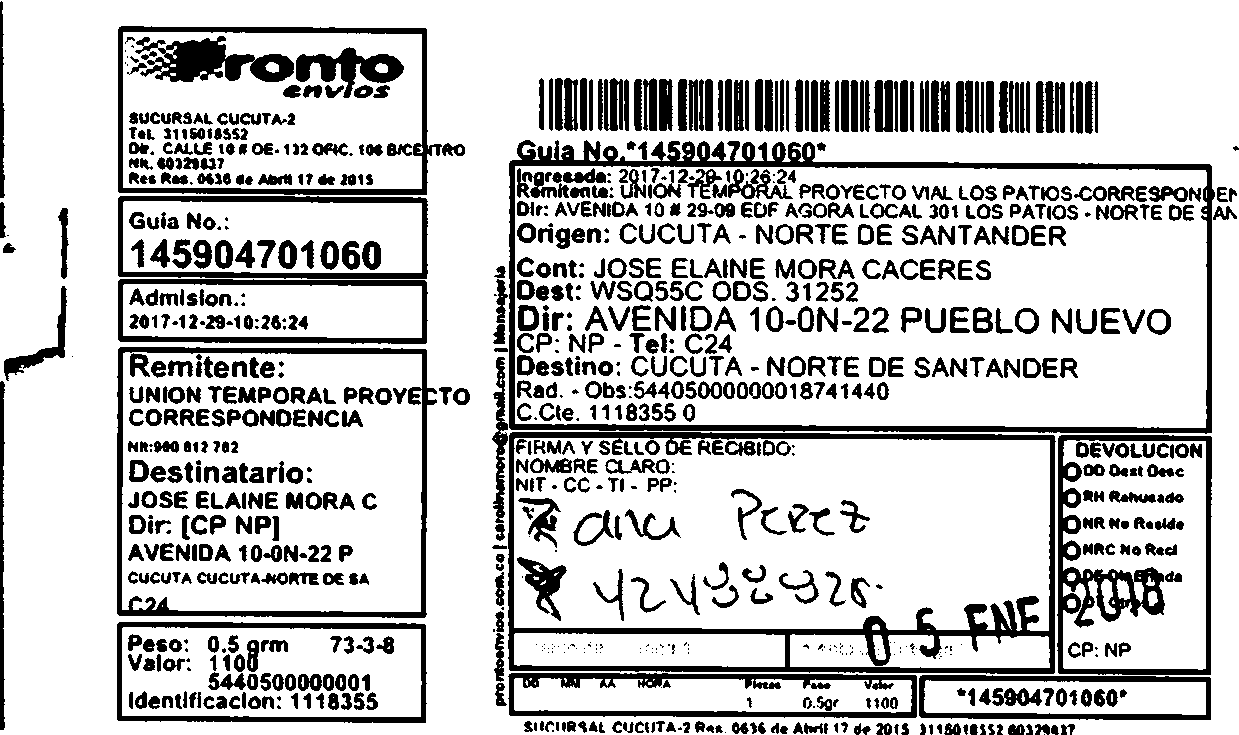 Pronto
envios
SUCURSAL CUCUTA-2
Tel. 3115018552
Dir. CALLE 10 # OE- 132 OFIC. 106 B/CENTRO
Nit. 60329837
Res Res. 0636 de Abril 17 de 2015
Guia No.:
145904701060
Admision.:
2017-12-29-10:26:24
Remitente:
UNION TEMPORAL PROYECTO
CORRESPONDENCIA
Nit:900 812 782
Destinatario:
JOSE ELAINE MORA C
Dir: [CP NP]
AVENIDA 10-0N-22 P
CUCUTA CUCUTA-NORTE DE SA
C24
Peso: 0.5 grm 73-3-8
Valor: 1100
5440500000001
Identificacion: 1118355
prontoenvios.com.co | carolinamoro@gmail.com | Mensajeria
Guia No.*145904701060*
Ingresada: 2017-12-29-10:26:24
Remitente: UNION TEMPORAL PROYECTO VIAL LOS PATIOS-CORRESPONDEN
Dir: AVENIDA 10 # 29-09 EDF AGORA LOCAL 301 LOS PATIOS - NORTE DE SAN
Origen: CUCUTA - NORTE DE SANTANDER
Cont: JOSE ELAINE MORA CACERES
Dest: WSQ55C ODS. 31252
Dir: AVENIDA 10-0N-22 PUEBLO NUEVO
CP: NP - Tel: C24
Destino: CUCUTA - NORTE DE SANTANDER
Rad. - Obs:54405000000018741440
C.Cte. 1118355 0
FIRMA Y SELLO DE RECIBIDO:
NOMBRE CLARO:
NIT - CC - TI - PP:
ana Perez
05 ENE 2018
DEVOLUCION
DD Dest Desc
RH Rehusado
NR No Reside
NRC No Recl
CP: NP
DD MM AA HORA Piezas Peso Valor
1 0.5gr 1100
*145904701060*
SUCURSAL CUCUTA-2 Res. 0636 de Abril 17 de 2015 3115018552 60329837